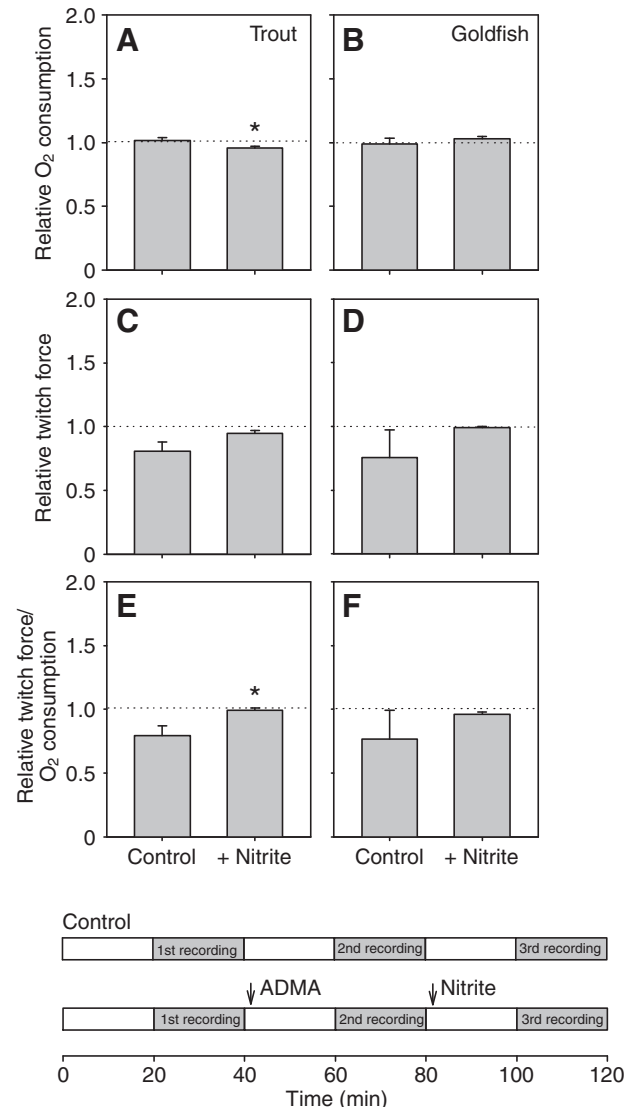 2.0
1.5
1.0
0.5
0
Relative O2 consumption
A
Trout
*
B
Goldfish
2.0
1.5
1.0
0.5
0
Relative twitch force
C
D
2.0
1.5
1.0
0.5
0
Relative twitch force/
O2 consumption
E
*
F
Control
+ Nitrite
Control
+ Nitrite
Control
1st recording
2nd recording
3rd recording
ADMA
Nitrite
1st recording
2nd recording
3rd recording
0
20
40
60
80
100
120
Time (min)